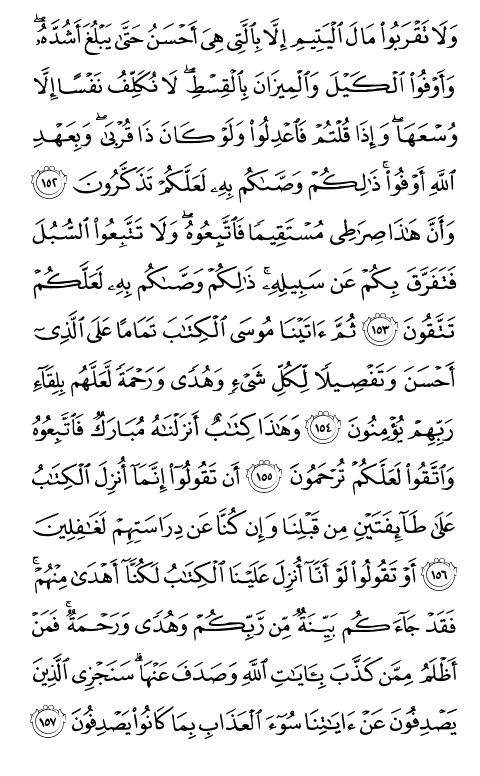 وَلَا تَقْرَبُوا۟ مَالَ ٱلْيَتِيمِ إِلَّا بِٱلَّتِى هِىَ أَحْسَنُ حَتَّىٰ يَبْلُغَ أَشُدَّهُۥ ۖ
وَأَوْفُوا۟ ٱلْكَيْلَ وَٱلْمِيزَانَ بِٱلْقِسْطِ ۖ لَا نُكَلِّفُ نَفْسًا إِلَّا
وُسْعَهَا ۖ وَإِذَا قُلْتُمْ فَٱعْدِلُوا۟ وَلَوْ كَانَ ذَا قُرْبَىٰ ۖ وَبِعَهْدِ
ٱللَّهِ أَوْفُوا۟ ۚ ذَٰلِكُمْ وَصَّىٰكُم بِهِۦ لَعَلَّكُمْ تَذَكَّرُونَ ١٥٢
وَأَنَّ هَٰذَا صِرَٰطِى مُسْتَقِيمًا فَٱتَّبِعُوهُ ۖ وَلَا تَتَّبِعُوا۟ ٱلسُّبُلَ
فَتَفَرَّقَ بِكُمْ عَن سَبِيلِهِۦ ۚ ذَٰلِكُمْ وَصَّىٰكُم بِهِۦ لَعَلَّكُمْ
تَتَّقُونَ ١٥٣ ثُمَّ ءَاتَيْنَا مُوسَى ٱلْكِتَٰبَ تَمَامًا عَلَى ٱلَّذِىٓ
أَحْسَنَ وَتَفْصِيلًا لِّكُلِّ شَىْءٍ وَهُدًى وَرَحْمَةً لَّعَلَّهُم بِلِقَآءِ
رَبِّهِمْ يُؤْمِنُونَ ١٥٤ وَهَٰذَا كِتَٰبٌ أَنزَلْنَٰهُ مُبَارَكٌ فَٱتَّبِعُوهُ
وَٱتَّقُوا۟ لَعَلَّكُمْ تُرْحَمُونَ ١٥٥ أَن تَقُولُوٓا۟ إِنَّمَآ أُنزِلَ ٱلْكِتَٰبُ
عَلَىٰ طَآئِفَتَيْنِ مِن قَبْلِنَا وَإِن كُنَّا عَن دِرَاسَتِهِمْ لَغَٰفِلِينَ
١٥٦ أَوْ تَقُولُوا۟ لَوْ أَنَّآ أُنزِلَ عَلَيْنَا ٱلْكِتَٰبُ لَكُنَّآ أَهْدَىٰ مِنْهُمْ ۚ
فَقَدْ جَآءَكُم بَيِّنَةٌ مِّن رَّبِّكُمْ وَهُدًى وَرَحْمَةٌ ۚ فَمَنْ
أَظْلَمُ مِمَّن كَذَّبَ بِـَٔايَٰتِ ٱللَّهِ وَصَدَفَ عَنْهَا ۗ سَنَجْزِى ٱلَّذِينَ
يَصْدِفُونَ عَنْ ءَايَٰتِنَا سُوٓءَ ٱلْعَذَابِ بِمَا كَانُوا۟ يَصْدِفُونَ ١٥٧